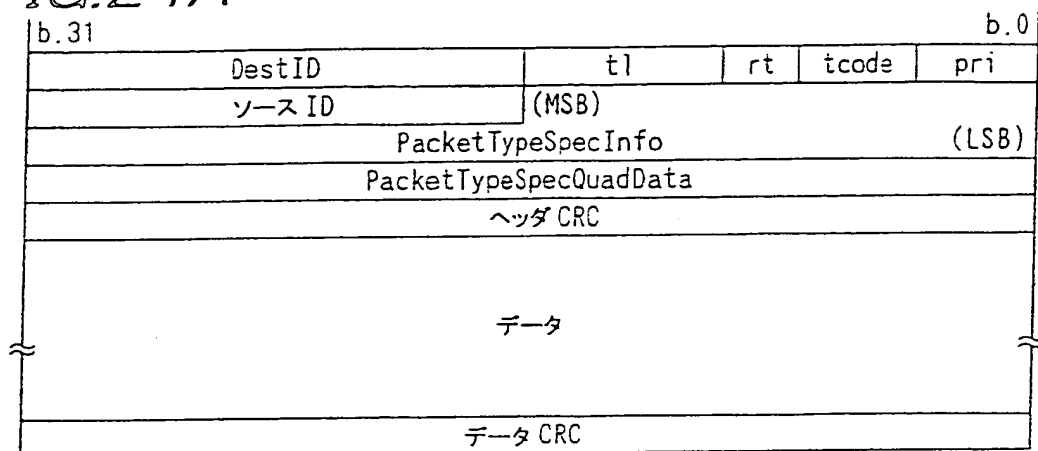 b.31 b.0
DestID tl rt tcode pri
ソース ID (MSB)
PacketTypeSpecInfo (LSB)
PacketTypeSpecQuadData
ヘッダ CRC
データ
データ CRC